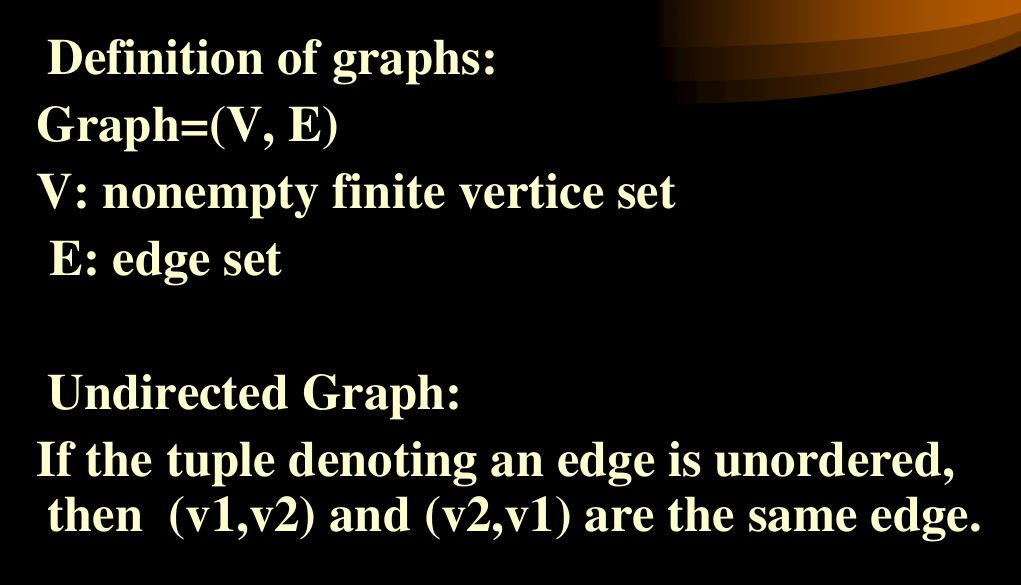 Definition of graphs:
Graph=(V, E)
V: nonempty finite vertice set
E: edge set
Undirected Graph:
If the tuple denoting an edge is unordered,
then (v1,v2) and (v2,v1) are the same edge.